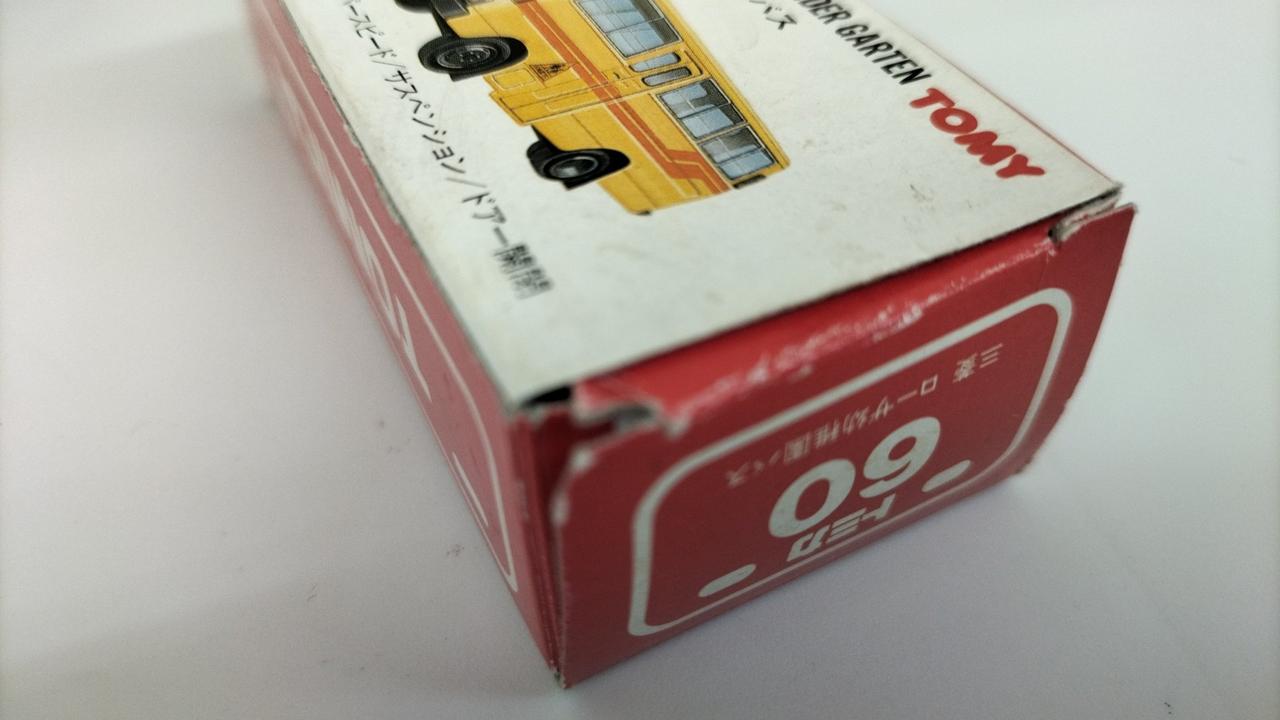 バス
DER GARTEN TOMY
ースピード/サスペンション/ドアー開閉
トミカ
60
三菱 ローザ幼稚園バス